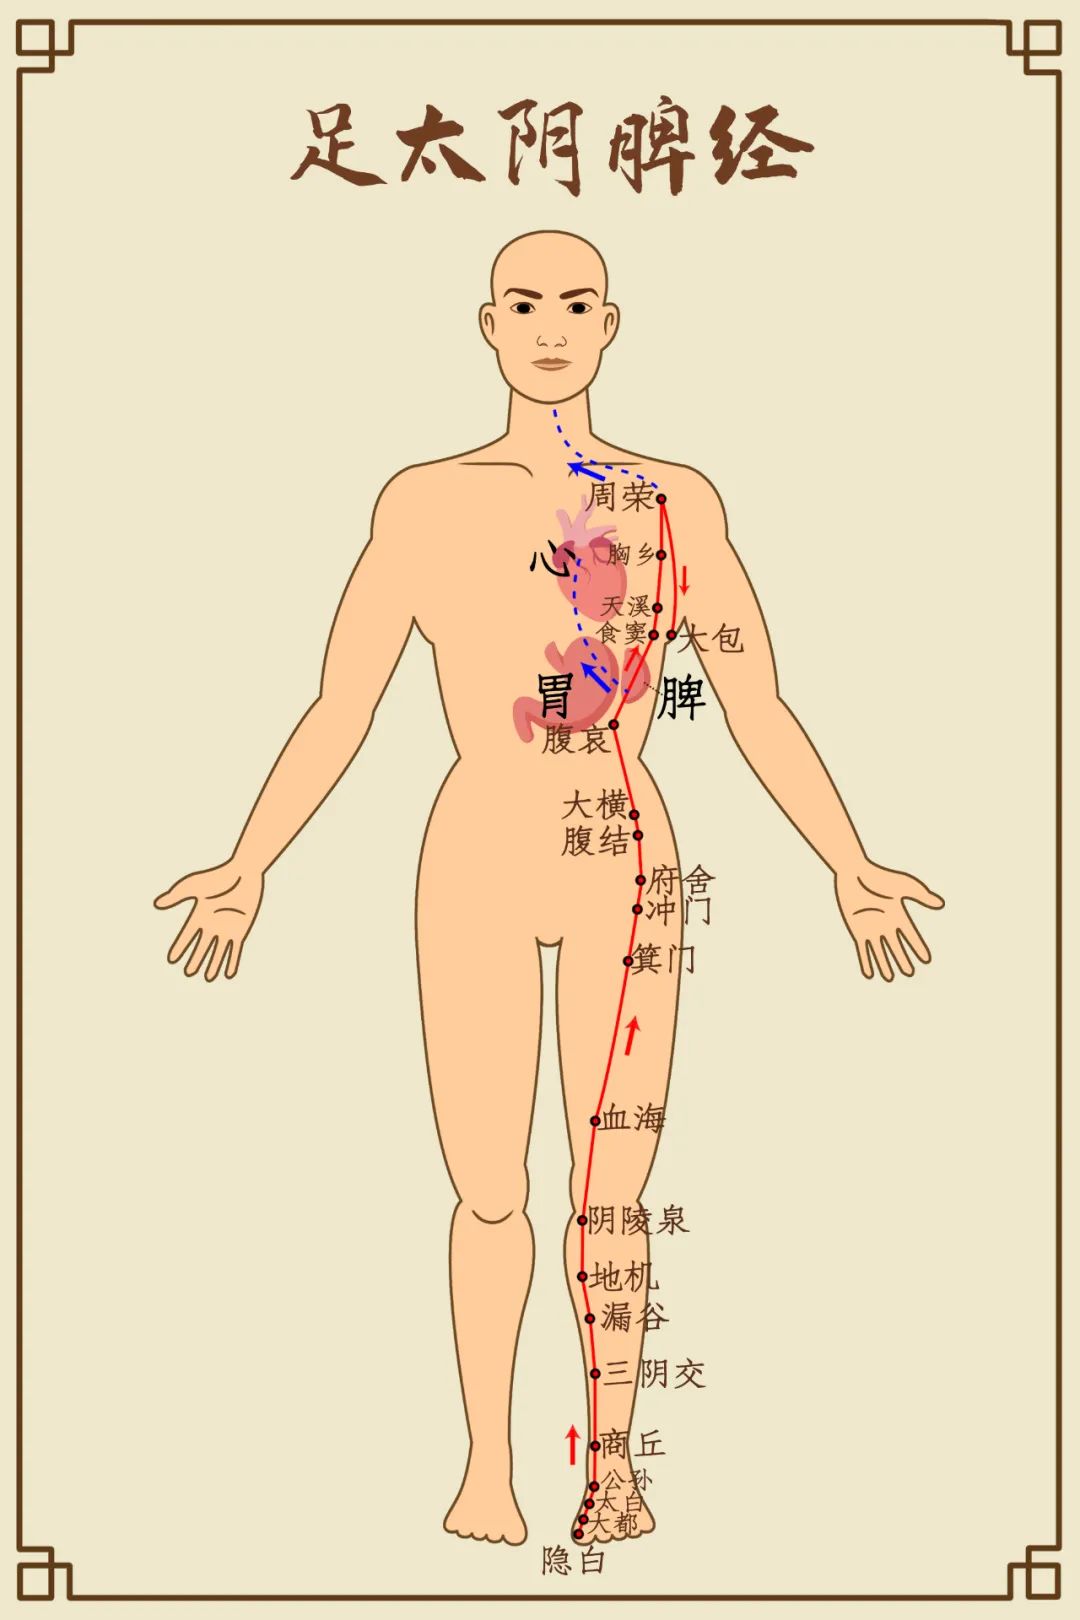 足太阴脾经
周荣
心
胸乡
天溪
食窦
大包
胃
脾
腹哀
大横
腹结
府舍
冲门
箕门
血海
阴陵泉
地机
漏谷
三阴交
商丘
公孙
太白
大都
隐白